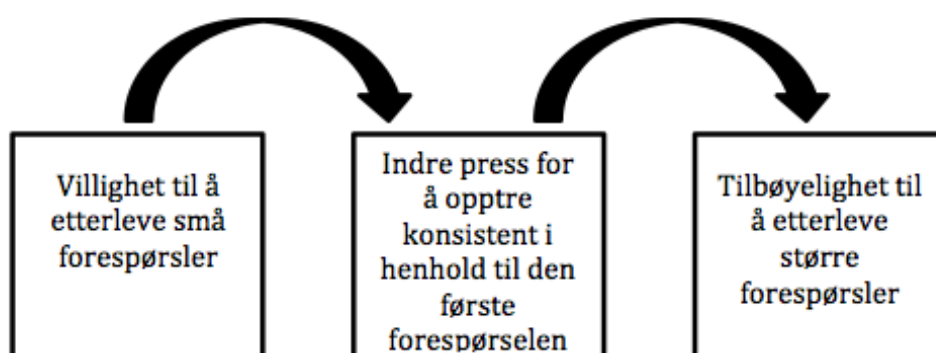 Villighet til å
etterleve små
forespørsler
Indre press for
å opptre
konsistent i
henhold til den
første
forespørselen
Tilbøyelighet til
å etterleve
større
forespørsler